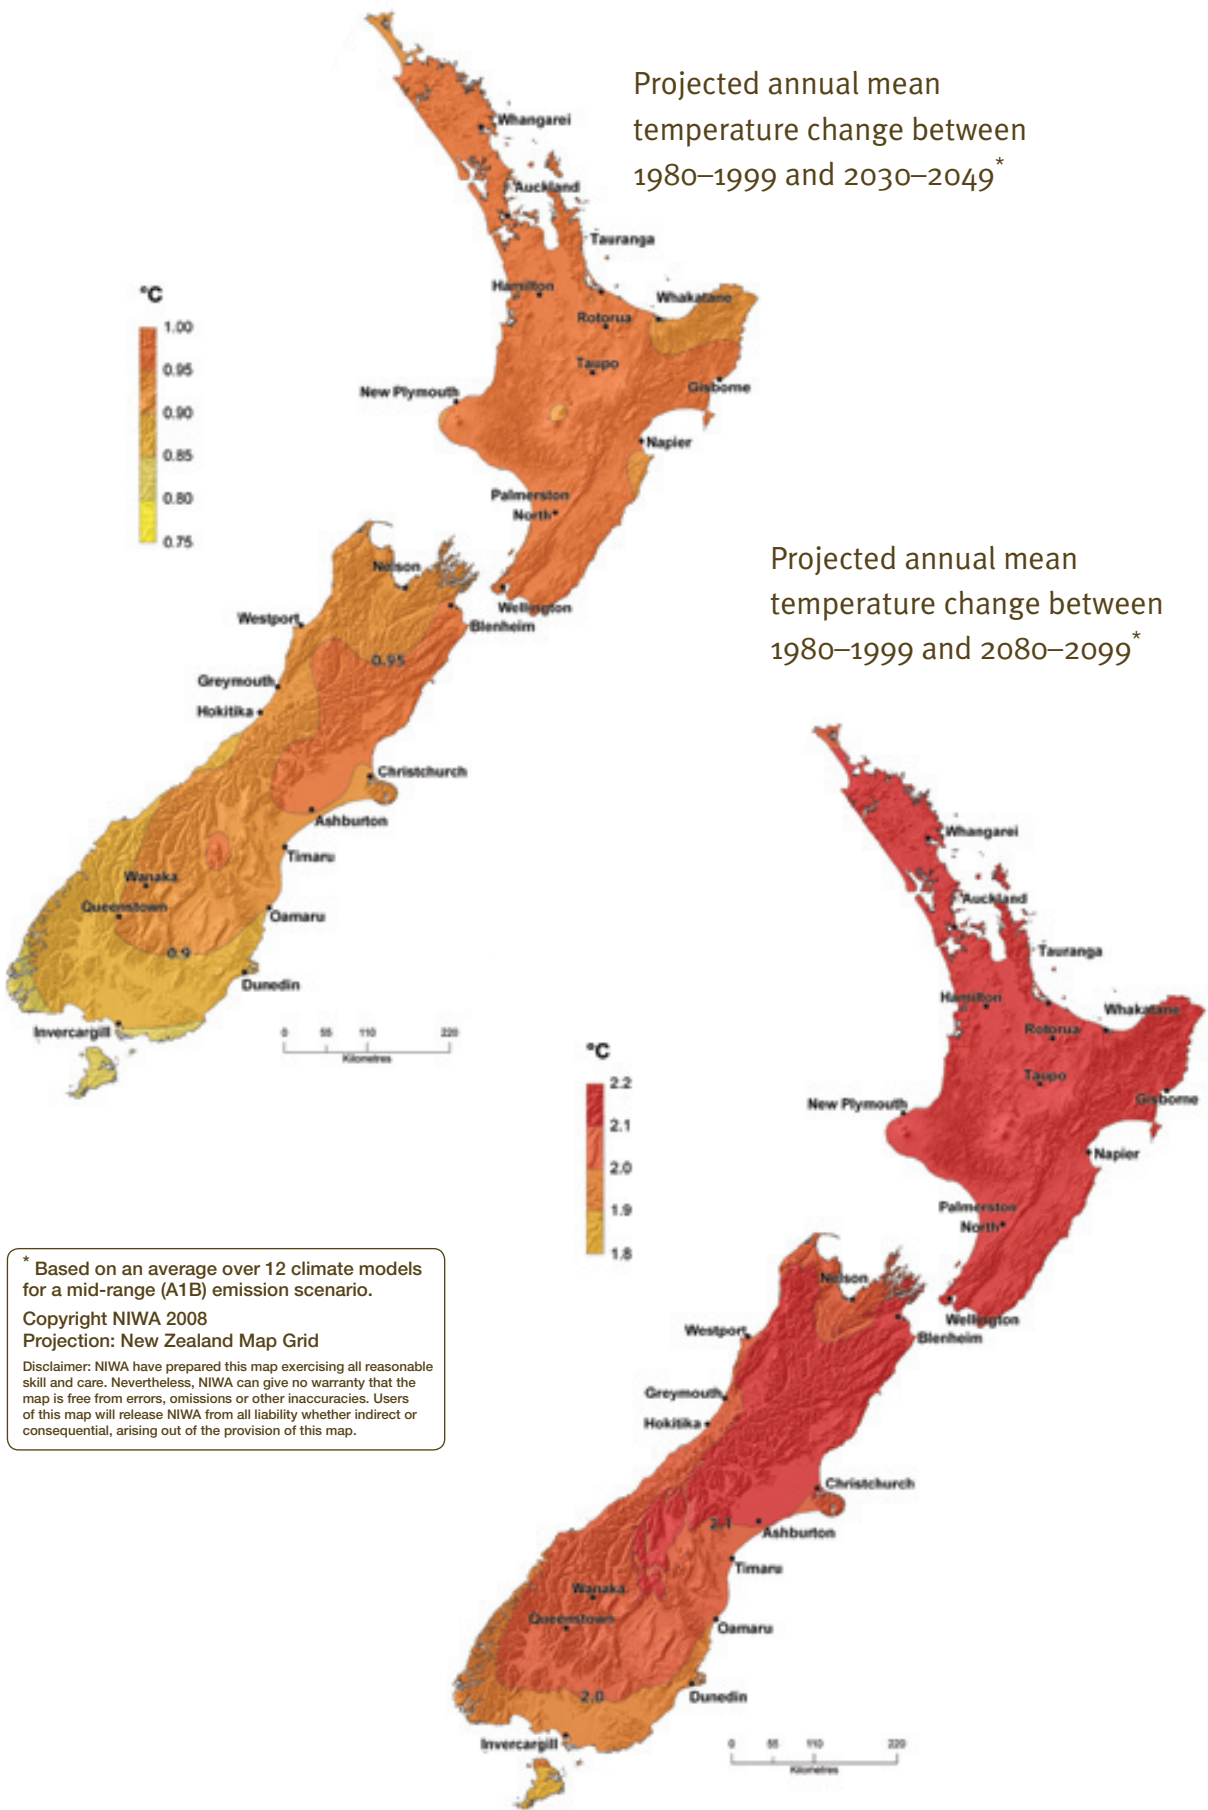 Projected annual mean
temperature change between
1980–1999 and 2030–2049*
Whangarei
Auckland
Tauranga
Hamilton
Whakatane
Rotorua
Taupo
Gisborne
New Plymouth
Napier
Palmerston
North
Wellington
°C
1.00
0.95
0.90
0.85
0.80
0.75
Nelson
Blenheim
Westport
0.95
Greymouth
Hokitika
Christchurch
Ashburton
Timaru
Wanaka
Queenstown
Oamaru
0.9
Dunedin
Invercargill
0 55 110 220
Kilometres
Projected annual mean
temperature change between
1980–1999 and 2080–2099*
Whangarei
Auckland
Tauranga
Hamilton
Whakatane
Rotorua
Taupo
Gisborne
New Plymouth
Napier
Palmerston
North
Wellington
°C
2.2
2.1
2.0
1.9
1.8
Nelson
Blenheim
Westport
Greymouth
Hokitika
Christchurch
2.1
Ashburton
Timaru
Wanaka
Queenstown
Oamaru
2.0
Dunedin
Invercargill
0 55 110 220
Kilometres
* Based on an average over 12 climate models
for a mid-range (A1B) emission scenario.
Copyright NIWA 2008
Projection: New Zealand Map Grid
Disclaimer: NIWA have prepared this map exercising all reasonable
skill and care. Nevertheless, NIWA can give no warranty that the
map is free from errors, omissions or other inaccuracies. Users
of this map will release NIWA from all liability whether indirect or
consequential, arising out of the provision of this map.